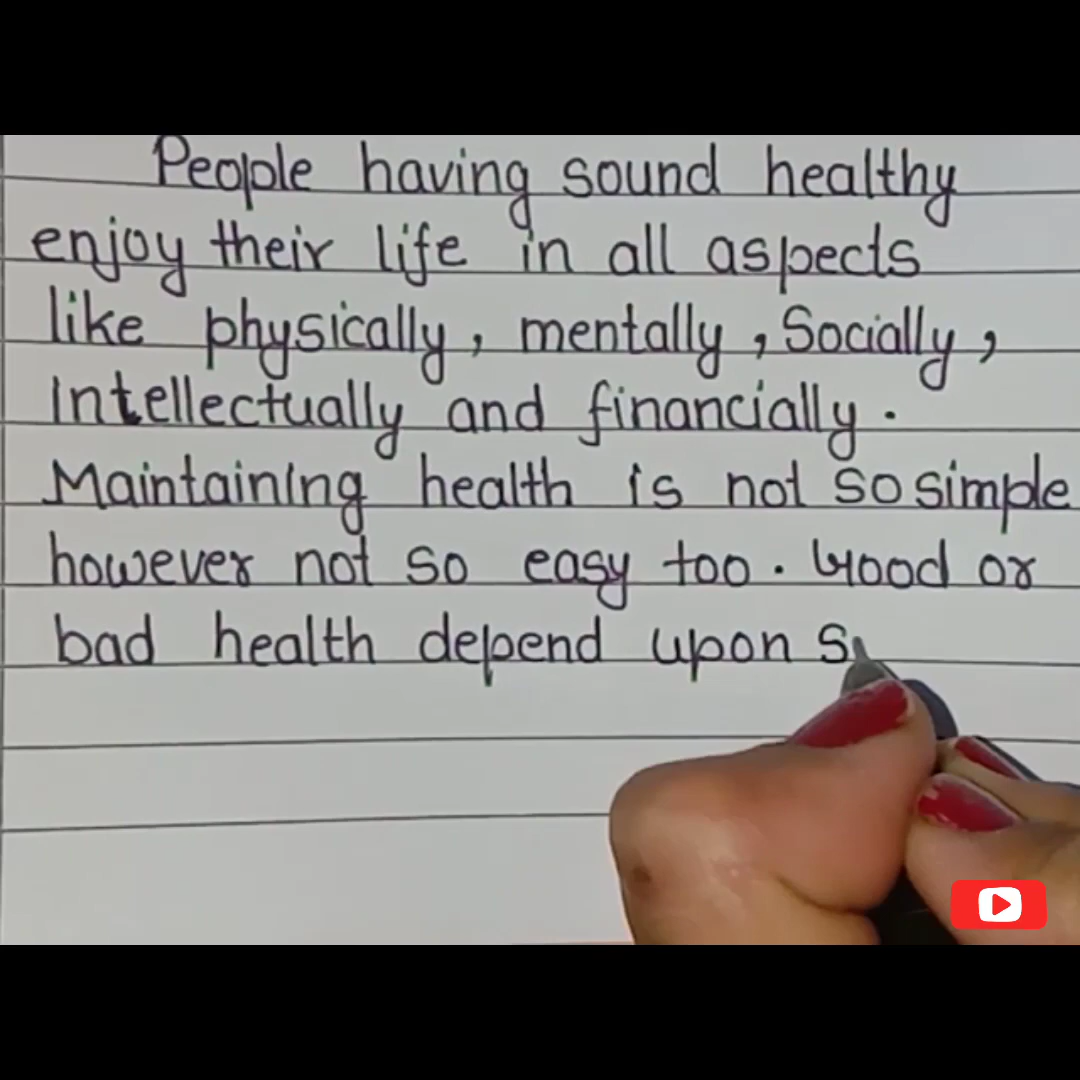 People having sound healthy
enjoy their life in all aspects
like physically, mentally, Socially,
Intellectually and financially.
Maintaining health is not so simple
however not so easy too. Good or
bad health depend upon